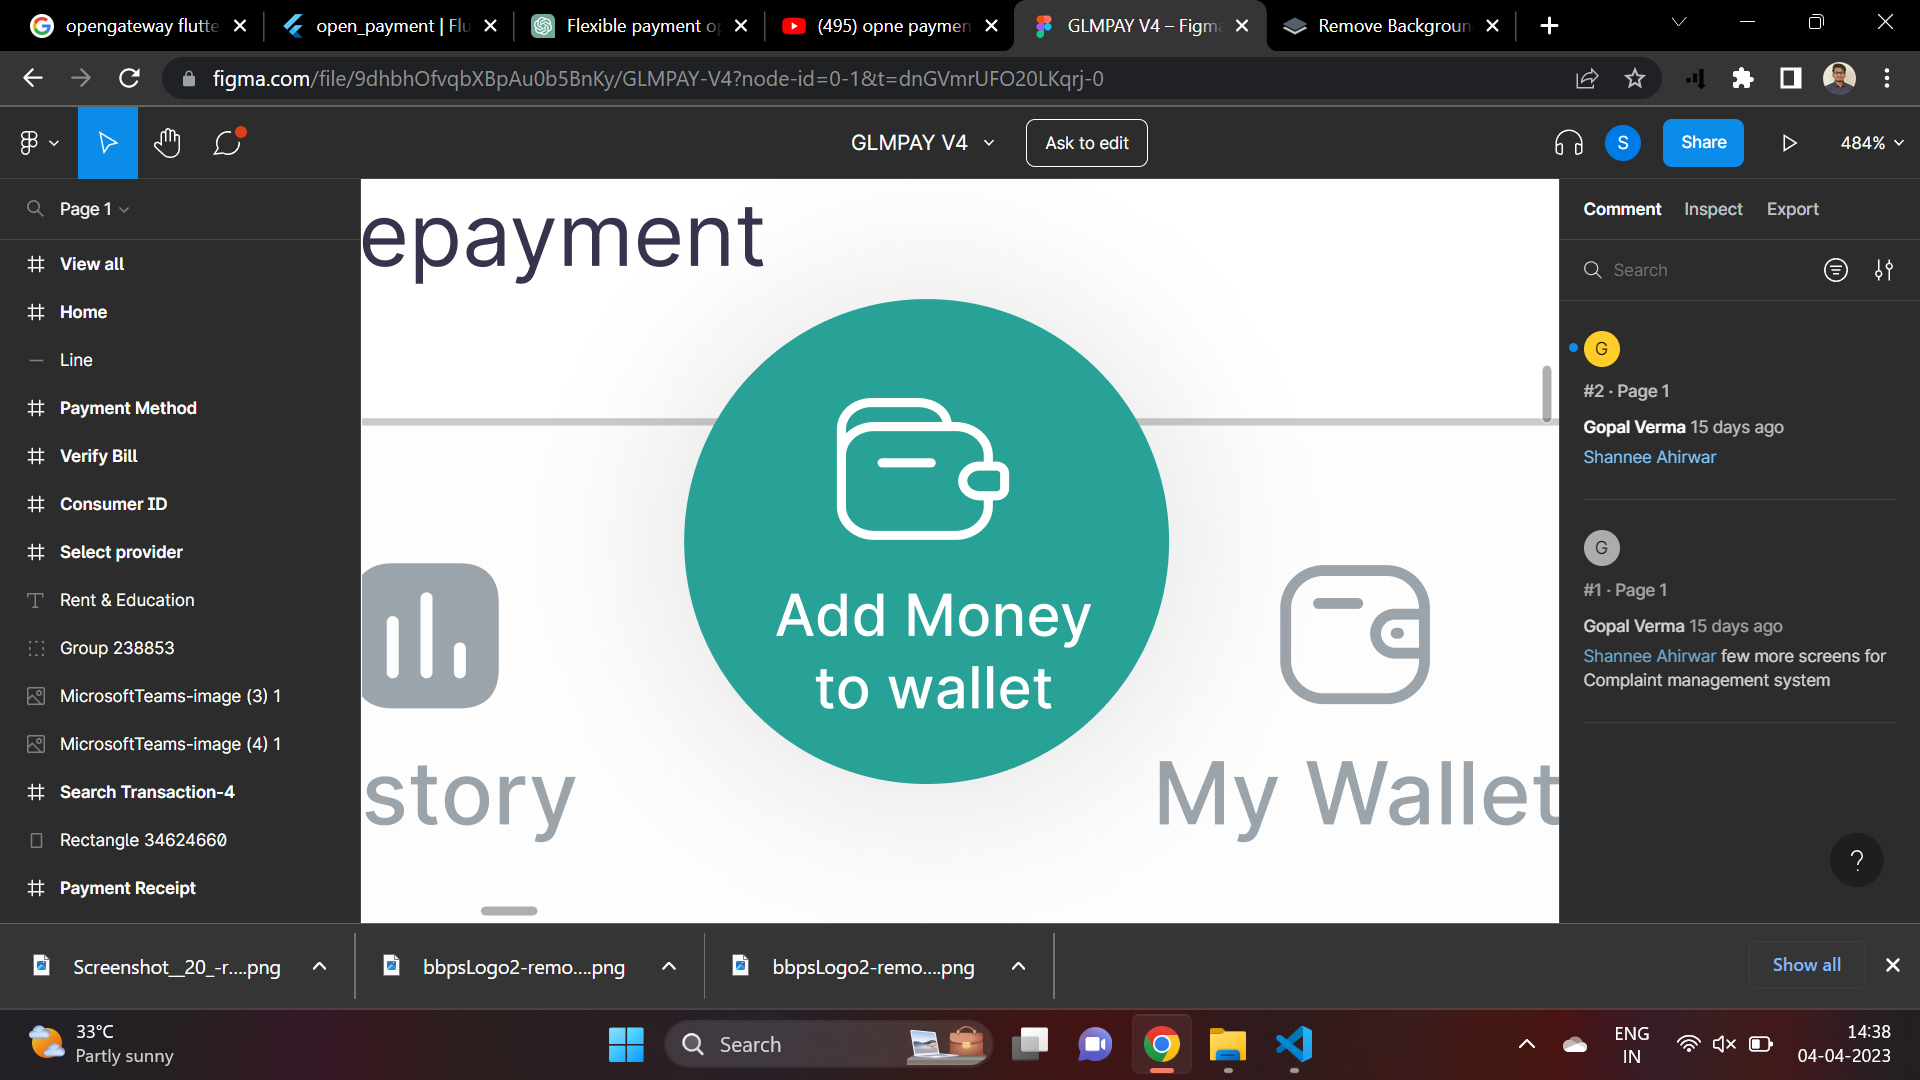 opengateway flutte
open_payment | Flu
Flexible payment op
(495) opne paymen
GLMPAY V4 – Figma
Remove Backgroun
figma.com/file/9dhbhOfvqbXBpAu0b5BnKy/GLMPAY-V4?node-id=0-1&t=dnGVmrUFO20LKqrj-0
GLMPAY V4
Ask to edit
S
Share
484%
Page 1
View all
Home
Line
Payment Method
Verify Bill
Consumer ID
Select provider
Rent & Education
Group 238853
MicrosoftTeams-image (3) 1
MicrosoftTeams-image (4) 1
Search Transaction-4
Rectangle 34624660
Payment Receipt
epayment
Add Money
to wallet
story
My Wallet
Comment
Inspect
Export
Search
G
#2 · Page 1
Gopal Verma 15 days ago
Shannee Ahirwar
G
#1 · Page 1
Gopal Verma 15 days ago
Shannee Ahirwar few more screens for
Complaint management system
?
Screenshot__20_-r....png
bbpsLogo2-remo....png
bbpsLogo2-remo....png
Show all
33°C
Partly sunny
Search
ENG
IN
14:38
04-04-2023